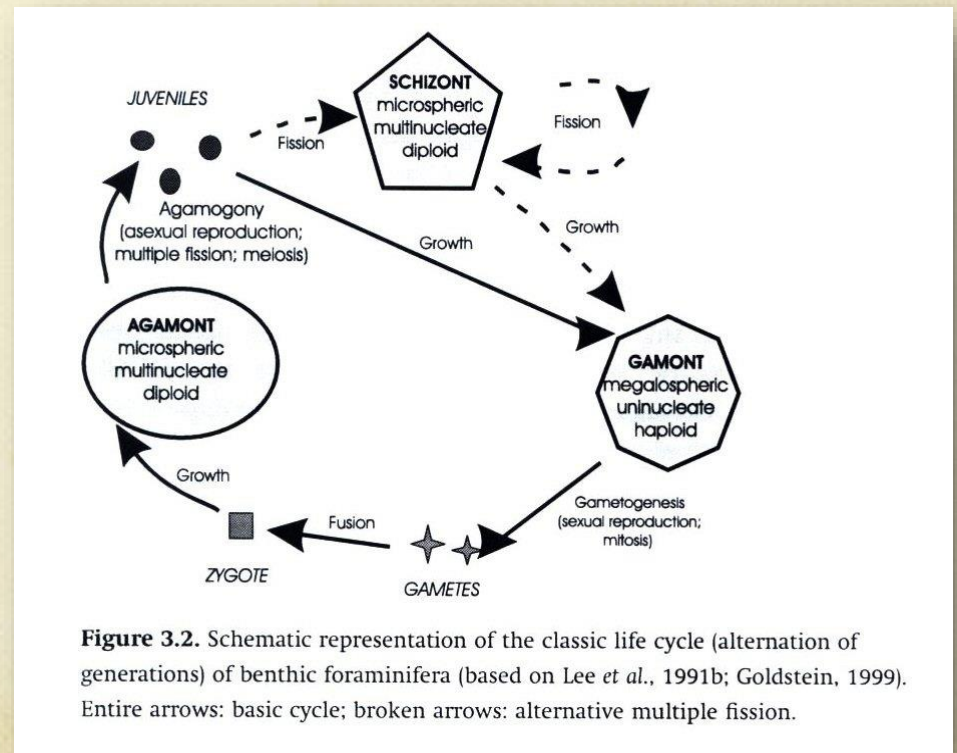 JUVENILES
SCHIZONT
microspheric
multinucleate
diploid
Fission
Fission
Agamogony
(asexual reproduction;
multiple fission; meiosis)
Growth
Growth
AGAMONT
microspheric
multinucleate
diploid
GAMONT
megalospheric
uninucleate
haploid
Growth
Fusion
Gametogenesis
(sexual reproduction;
mitosis)
ZYGOTE
GAMETES
Figure 3.2. Schematic representation of the classic life cycle (alternation of
generations) of benthic foraminifera (based on Lee et al., 1991b; Goldstein, 1999).
Entire arrows: basic cycle; broken arrows: alternative multiple fission.